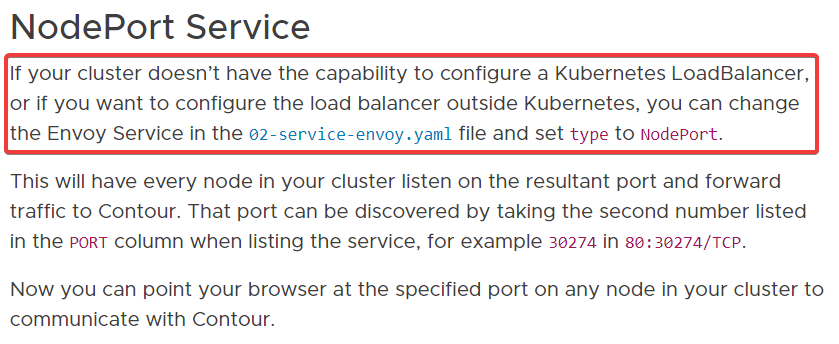 NodePort Service
If your cluster doesn’t have the capability to configure a Kubernetes LoadBalancer,
or if you want to configure the load balancer outside Kubernetes, you can change
the Envoy Service in the 02-service-envoy.yaml file and set type to NodePort.
This will have every node in your cluster listen on the resultant port and forward
traffic to Contour. That port can be discovered by taking the second number listed
in the PORT column when listing the service, for example 30274 in 80:30274/TCP.
Now you can point your browser at the specified port on any node in your cluster to
communicate with Contour.